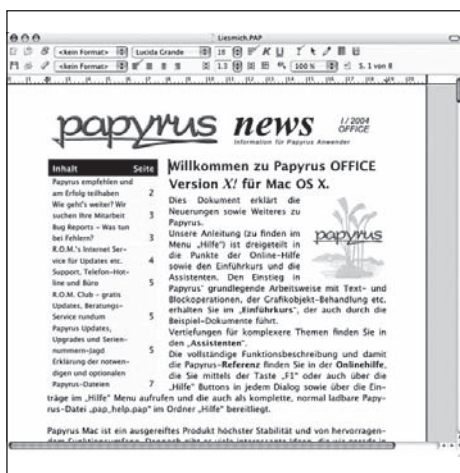 Liesmich.PAP
<kein Format> Lucida Grande 18 F K U
<kein Format> 1.3 100 % S. 1 von 8
papyrus news 1 / 2004
OFFICE
Information für Papyrus Anwender
Inhalt Seite
Papyrus empfehlen und
am Erfolg teilhaben 2
Wie geht's weiter? Wir
suchen Ihre Mitarbeit 3
Bug Reports – Was tun
bei Fehlern? 3
R.O.M.'s Internet Ser-
vice für Updates etc. 4
Support, Telefon-Hot-
line und Büro 5
R.O.M. Club – gratis
Updates, Beratungs-
Service rundum 5
Papyrus Updates,
Upgrades und Serien-
nummern-Jagd 5
Erklärung der notwen-
digen und optionalen
Papyrus-Dateien 7
Willkommen zu Papyrus OFFICE
Version X! für Mac OS X.
Dies Dokument erklärt die
Neuerungen sowie Weiteres zu
Papyrus.
Unsere Anleitung (zu finden im
Menu „Hilfe") ist dreigeteilt in
die Punkte der Online-Hilfe
sowie den Einführkurs und die
Assistenten. Den Einstieg in
Papyrus' grundlegende Arbeitsweise mit Text- und
Blockoperationen, der Grafikobjekt-Behandlung etc.
erhalten Sie im „Einführkurs", der auch durch die
Beispiel-Dokumente führt.
Vertiefungen für komplexere Themen finden Sie in
den „Assistenten".
Die vollständige Funktionsbeschreibung und damit
die Papyrus-Referenz finden Sie in der Onlinehilfe,
die Sie mittels der Taste „F1" oder auch über die
„Hilfe" Buttons in jedem Dialog sowie über die Ein-
träge im „Hilfe" Menu aufrufen und die auch als komplette, normal ladbare Papy-
rus-Datei „pap_help.pap" im Ordner „Hilfe" bereitliegt.
papyrus
Papyrus Mac ist ein ausgereiftes Produkt höchster Stabilität und von hervorragen-